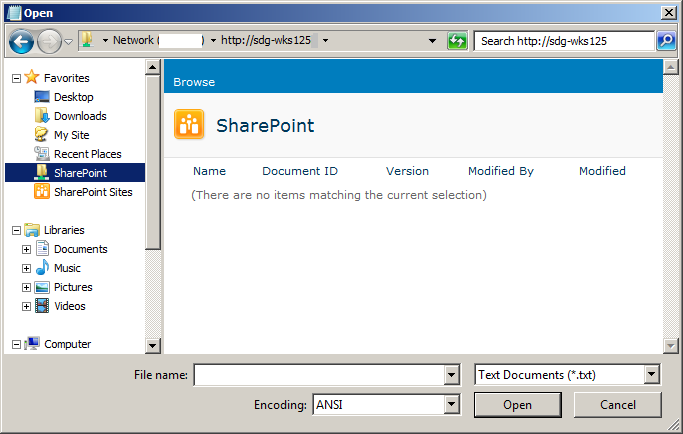 Open
Network ( ) http://sdg-wks125
Search http://sdg-wks125
Favorites
Desktop
Downloads
My Site
Recent Places
SharePoint
SharePoint Sites
Libraries
Documents
Music
Pictures
Videos
Computer
Browse
SharePoint
Name Document ID Version Modified By Modified
(There are no items matching the current selection)
File name:
Text Documents (*.txt)
Encoding: ANSI
Open Cancel